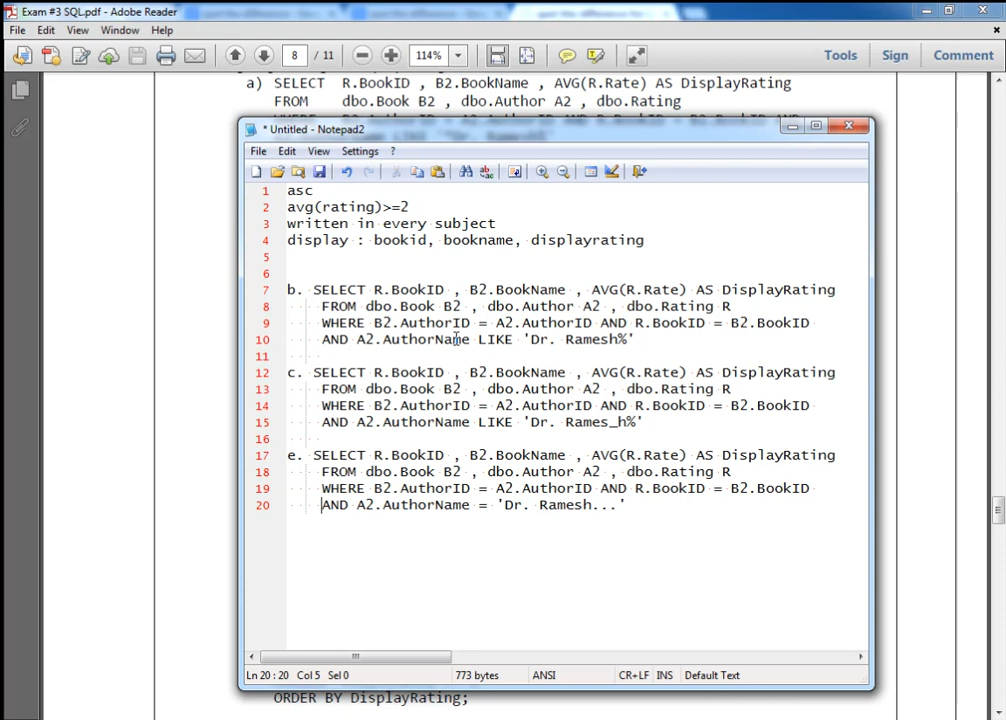 Exam #3 SQL.pdf - Adobe Reader
File Edit View Window Help
8 / 11 114% Tools Sign Comment
a) SELECT R.BookID , B2.BookName , AVG(R.Rate) AS DisplayRating
FROM dbo.Book B2 , dbo.Author A2 , dbo.Rating
* Untitled - Notepad2
File Edit View Settings ?
1 asc
2 avg(rating)>=2
3 written in every subject
4 display : bookid, bookname, displayrating
5
6
7 b. SELECT R.BookID , B2.BookName , AVG(R.Rate) AS DisplayRating
8 FROM dbo.Book B2 , dbo.Author A2 , dbo.Rating R
9 WHERE B2.AuthorID = A2.AuthorID AND R.BookID = B2.BookID
10 AND A2.AuthorName LIKE 'Dr. Ramesh%'
11
12 c. SELECT R.BookID , B2.BookName , AVG(R.Rate) AS DisplayRating
13 FROM dbo.Book B2 , dbo.Author A2 , dbo.Rating R
14 WHERE B2.AuthorID = A2.AuthorID AND R.BookID = B2.BookID
15 AND A2.AuthorName LIKE 'Dr. Rames_h%'
16
17 e. SELECT R.BookID , B2.BookName , AVG(R.Rate) AS DisplayRating
18 FROM dbo.Book B2 , dbo.Author A2 , dbo.Rating R
19 WHERE B2.AuthorID = A2.AuthorID AND R.BookID = B2.BookID
20 AND A2.AuthorName = 'Dr. Ramesh...'
Ln 20 : 20 Col 5 Sel 0 773 bytes ANSI CR+LF INS Default Text
ORDER BY DisplayRating;